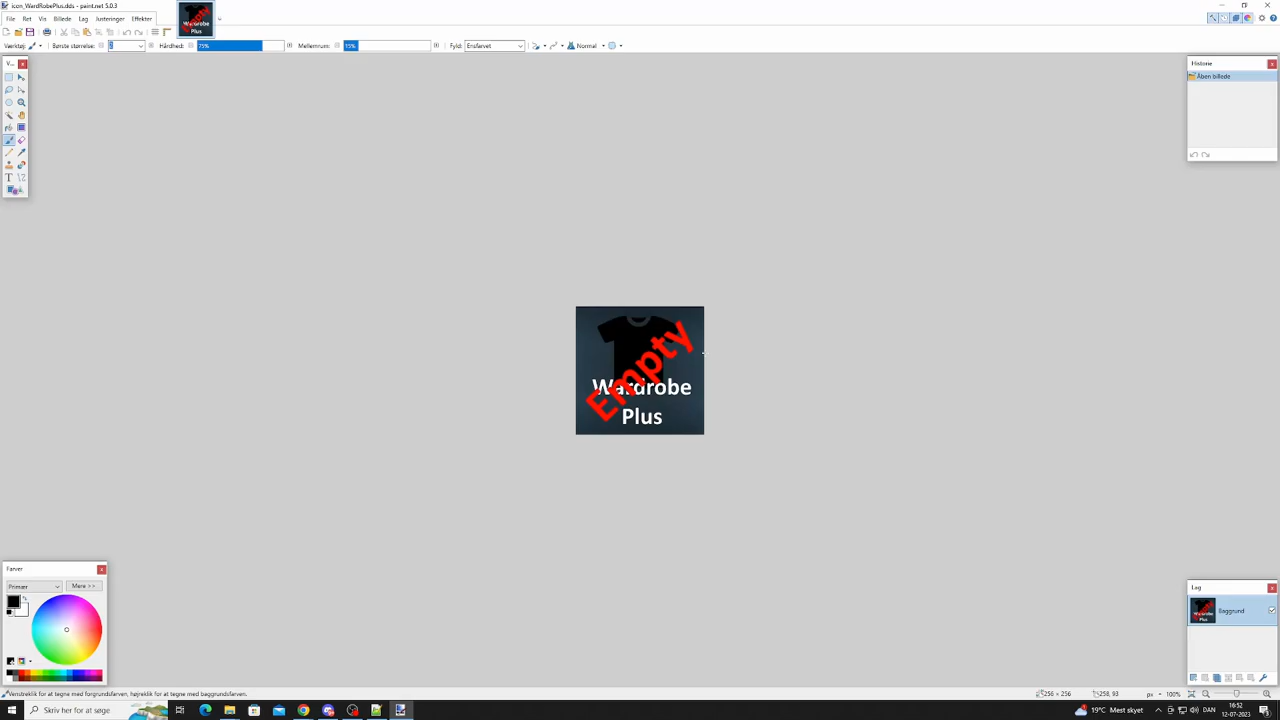 icon_WardRobePlus.dds - paint.net 5.0.3
Fil Ret Vis Billede Lag Justeringer Effekter
Værktøj: Børste størrelse: Hårdhed: 75% Mellemrum: 15% Fyld: Ensfarvet Normal
V...
Historie
Åben billede
Empty
Wardrobe
Plus
Farver
Primær Mere >>
Lag
Baggrund
Venstreklik for at tegne med forgrundsfarven, højreklik for at tegne med baggrundsfarven.
256 × 256 258, 93 px 100%
Skriv her for at søge
19°C Mest skyet DAN 16:52
12-07-2023